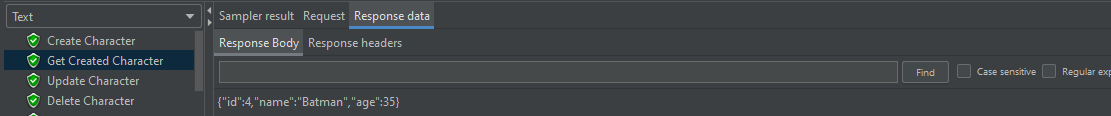 Text
Create Character
Get Created Character
Update Character
Delete Character
Sampler result Request Response data
Response Body Response headers
Find Case sensitive Regular
{"id":4,"name":"Batman","age":35}